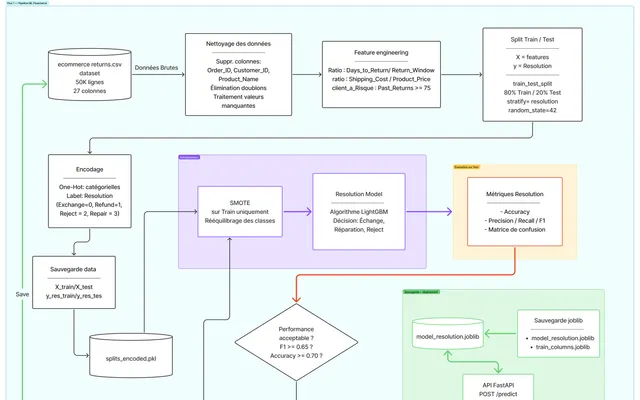 ecommerce returns.csv
dataset
50K lignes
27 colonnes
Données Brutes
Nettoyage des données
Suppr. colonnes:
Order_ID, Customer_ID,
Product_Name
Élimination doublons
Traitement valeurs
manquantes
Feature engineering
Ratio : Days_to_Return/ Return_Window
ratio : Shipping_Cost / Product_Price
client_a_Risque : Past_Returns >= 75
Split Train / Test
X = features
y = Resolution
train_test_split
80% Train / 20% Test
stratify= resolution
random_state=42
Encodage
One-Hot: catégorielles
Label: Resolution
(Exchange=0, Refund=1,
Reject = 2, Repair = 3)
SMOTE
sur Train uniquement
Rééquilibrage des classes
Resolution Model
Algorithme LightGBM
Décision: Échange,
Réparation, Reject
Métriques Resolution
- Accuracy
- Precision / Recall / F1
- Matrice de confusion
Sauvegarde data
X_train/X_test
y_res_train/y_res_tes
Save
splits_encoded.pkl
Performance
acceptable ?
F1 >= 0.65 ?
Accuracy >= 0.70 ?
model_resolution.joblib
Sauvegarde joblib
• model_resolution.joblib
• train_columns.joblib
API FastAPI
POST /predict